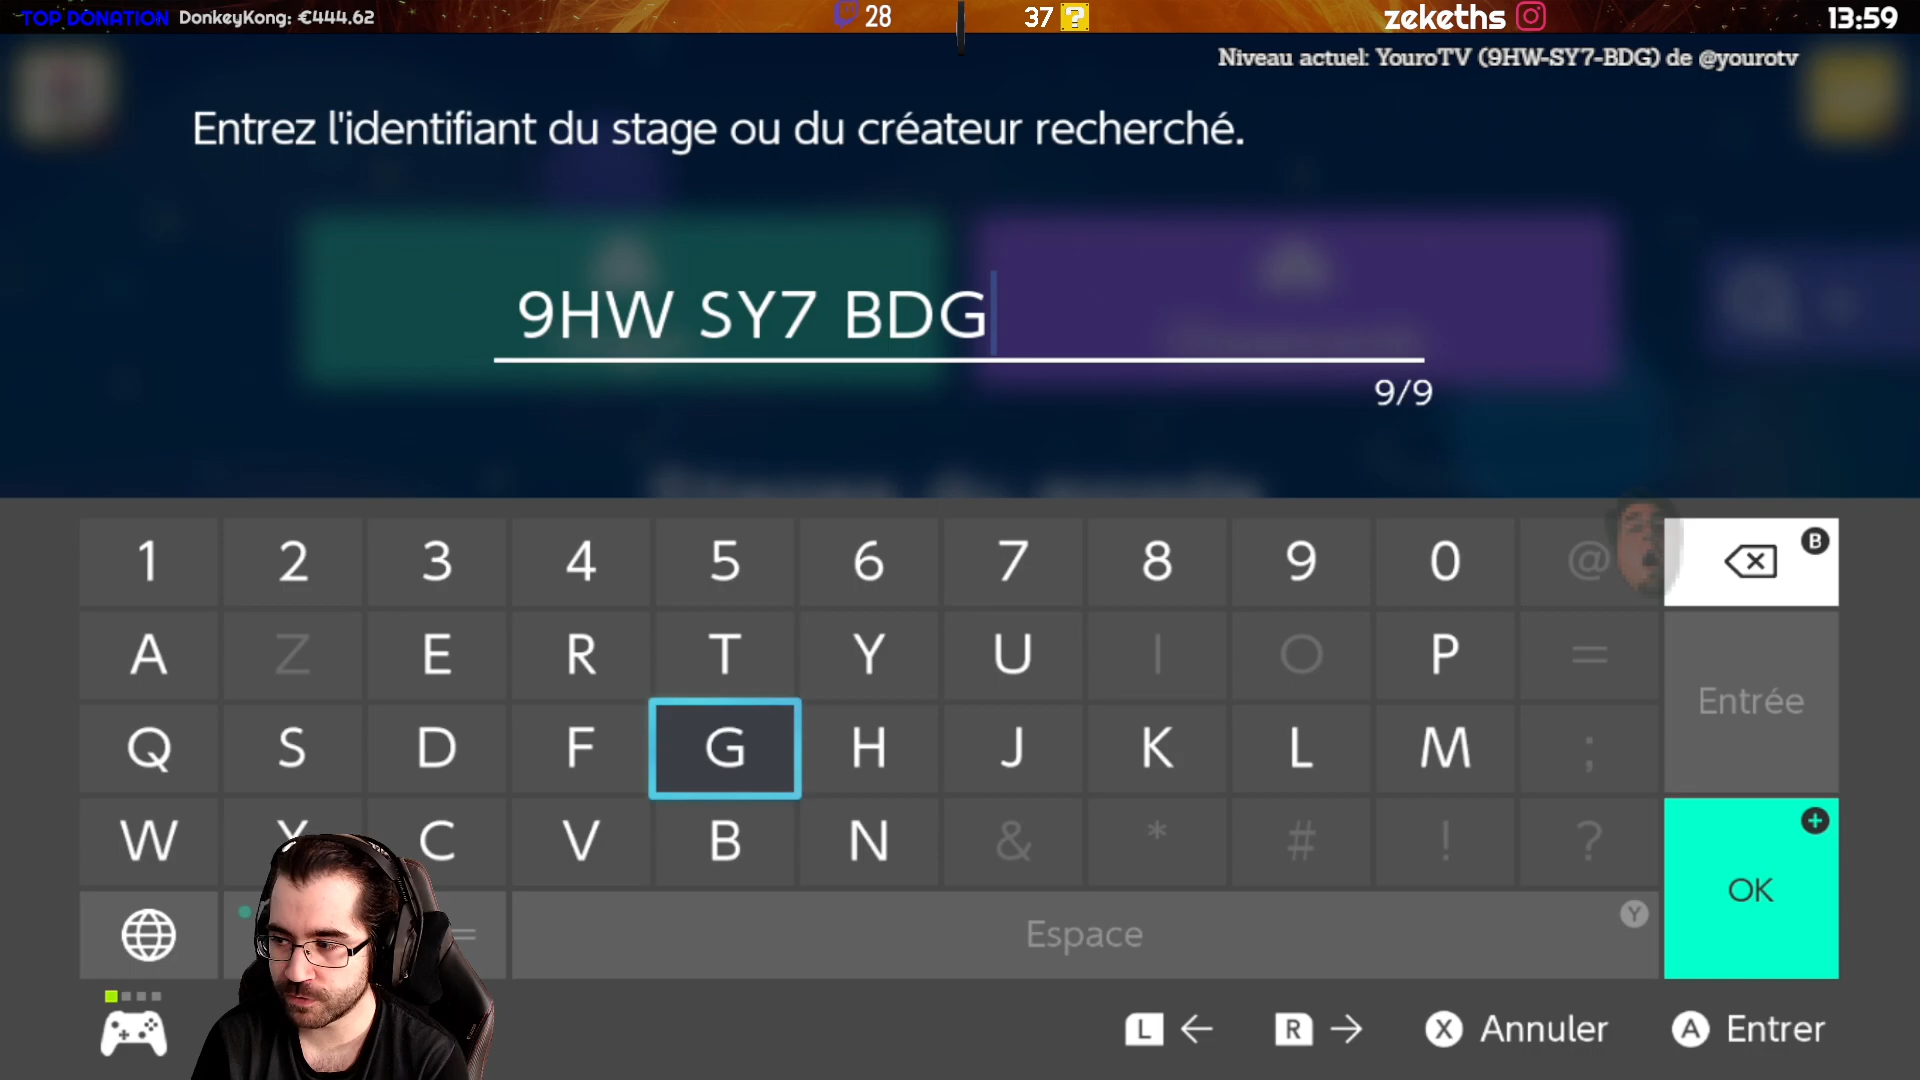 TOP DONATION DonkeyKong: €444.62 28 37 ? zekeths 13:59
Niveau actuel: YouroTV (9HW-SY7-BDG) de @yourotv
Entrez l'identifiant du stage ou du créateur recherché.
9HW SY7 BDG
9/9
1 2 3 4 5 6 7 8 9 0 @ B
A Z E R T Y U I O P =
Entrée
Q S D F G H J K L M ;
W X C V B N & * # ! ? +
OK
= Espace Y
L ← R → X Annuler A Entrer